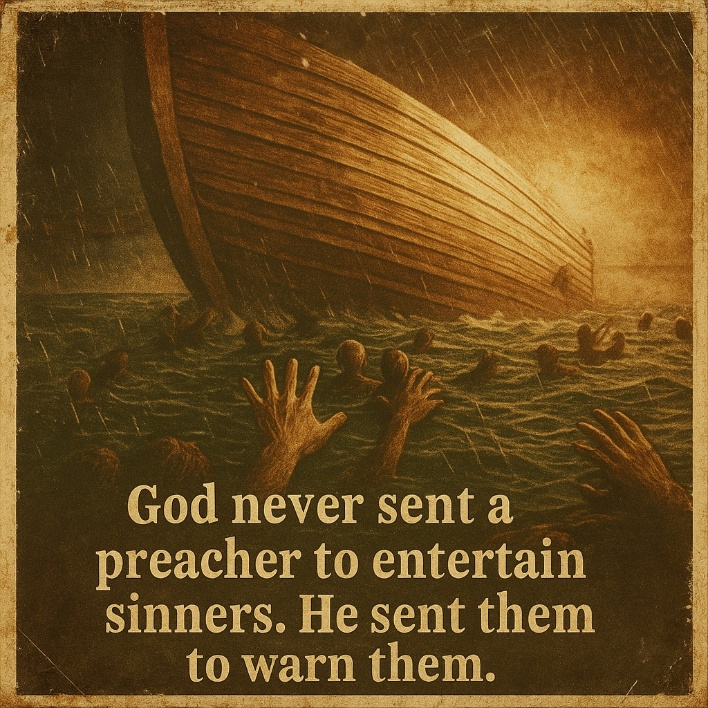 God never sent a
preacher to entertain
sinners. He sent them
to warn them.